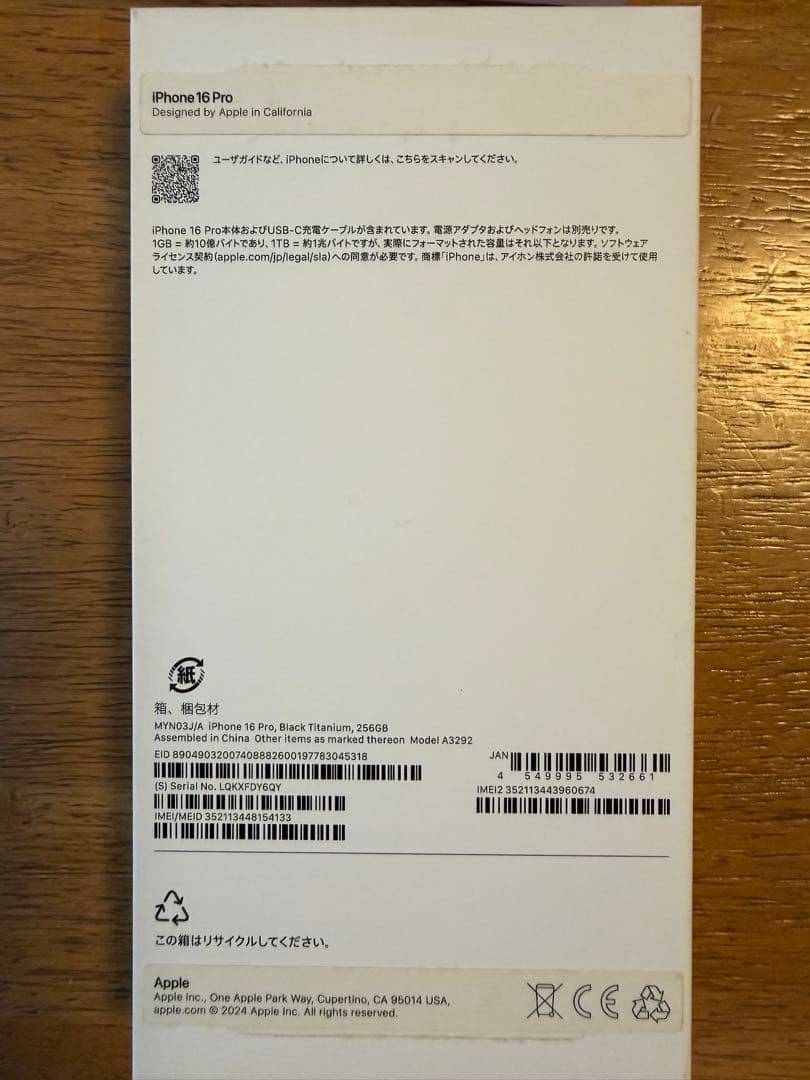 iPhone 16 Pro
Designed by Apple in California
ユーザガイドなど、iPhoneについて詳しくは、こちらをスキャンしてください。
iPhone 16 Pro本体およびUSB-C充電ケーブルが含まれています。電源アダプタおよびヘッドフォンは別売りです。
1GB = 約10億バイトであり、1TB = 約1兆バイトですが、実際にフォーマットされた容量はそれ以下となります。ソフトウェア
ライセンス契約(apple.com/jp/legal/sla)への同意が必要です。商標「iPhone」は、アイホン株式会社の許諾を受けて使用
しています。
紙
箱、梱包材
MYN03J/A iPhone 16 Pro, Black Titanium, 256GB
Assembled in China Other items as marked thereon Model A3292
EID 89049032007408882600197783045318
JAN
4 549995 532661
(S) Serial No. LQKXFDY6QY
IMEI2 352113443960674
IMEI/MEID 352113448154133
この箱はリサイクルしてください。
Apple
Apple Inc., One Apple Park Way, Cupertino, CA 95014 USA,
apple.com © 2024 Apple Inc. All rights reserved.
CE